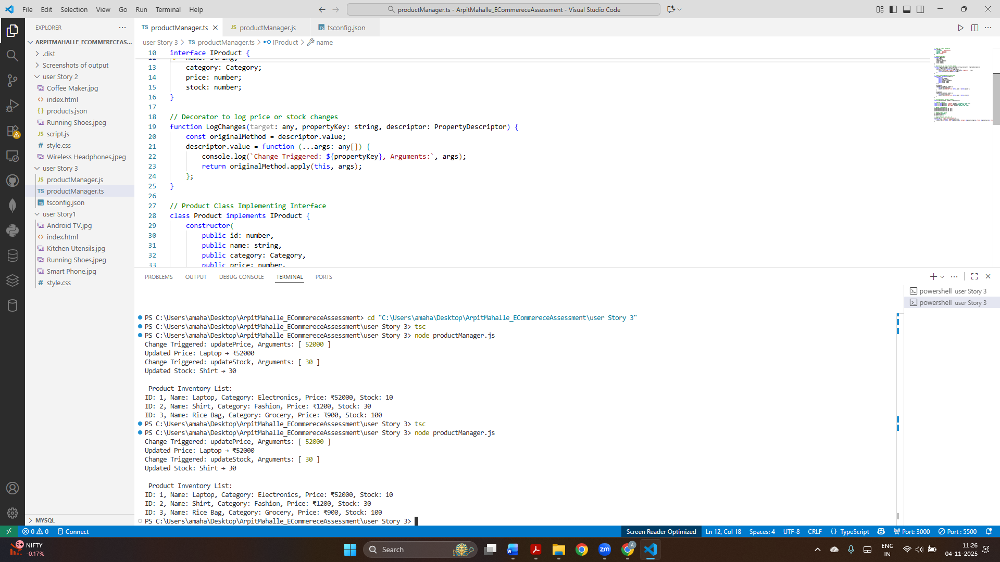 File Edit Selection View Go Run Terminal Help
productManager.ts - ArpitMahalle_ECommereceAssessment - Visual Studio Code
EXPLORER
ARPITMAHALLE_ECOMMERECEAS...
.dist
Screenshots of output
user Story 2
Coffee Maker.jpg
<> index.html
{} products.json
Running Shoes.jpeg
JS script.js
# style.css
Wireless Headphones.jpeg
user Story 3
JS productManager.js
TS productManager.ts
tsconfig.json
user Story1
Android TV.jpg
<> index.html
Kitchen Utensils.jpg
Running Shoes.jpeg
Smart Phone.jpg
# style.css
MYSQL
TS productManager.ts JS productManager.js tsconfig.json
user Story 3 > TS productManager.ts > IProduct > name
10 interface IProduct {
12 name: string;
13 category: Category;
14 price: number;
15 stock: number;
16 }
17
18 // Decorator to log price or stock changes
19 function LogChanges(target: any, propertyKey: string, descriptor: PropertyDescriptor) {
20 const originalMethod = descriptor.value;
21 descriptor.value = function (...args: any[]) {
22 console.log(`Change Triggered: ${propertyKey}, Arguments:`, args);
23 return originalMethod.apply(this, args);
24 };
25 }
26
27 // Product Class Implementing Interface
28 class Product implements IProduct {
29 constructor(
30 public id: number,
31 public name: string,
32 public category: Category,
33 public price: number,
PROBLEMS OUTPUT DEBUG CONSOLE TERMINAL PORTS
powershell user Story 3
powershell user Story 3
PS C:\Users\amaha\Desktop\ArpitMahalle_ECommereceAssessment> cd "C:\Users\amaha\Desktop\ArpitMahalle_ECommereceAssessment\user Story 3"
PS C:\Users\amaha\Desktop\ArpitMahalle_ECommereceAssessment\user Story 3> tsc
PS C:\Users\amaha\Desktop\ArpitMahalle_ECommereceAssessment\user Story 3> node productManager.js
Change Triggered: updatePrice, Arguments: [ 52000 ]
Updated Price: Laptop → ₹52000
Change Triggered: updateStock, Arguments: [ 30 ]
Updated Stock: Shirt → 30
Product Inventory List:
ID: 1, Name: Laptop, Category: Electronics, Price: ₹52000, Stock: 10
ID: 2, Name: Shirt, Category: Fashion, Price: ₹1200, Stock: 30
ID: 3, Name: Rice Bag, Category: Grocery, Price: ₹900, Stock: 100
PS C:\Users\amaha\Desktop\ArpitMahalle_ECommereceAssessment\user Story 3> tsc
PS C:\Users\amaha\Desktop\ArpitMahalle_ECommereceAssessment\user Story 3> node productManager.js
Change Triggered: updatePrice, Arguments: [ 52000 ]
Updated Price: Laptop → ₹52000
Change Triggered: updateStock, Arguments: [ 30 ]
Updated Stock: Shirt → 30
Product Inventory List:
ID: 1, Name: Laptop, Category: Electronics, Price: ₹52000, Stock: 10
ID: 2, Name: Shirt, Category: Fashion, Price: ₹1200, Stock: 30
ID: 3, Name: Rice Bag, Category: Grocery, Price: ₹900, Stock: 100
PS C:\Users\amaha\Desktop\ArpitMahalle_ECommereceAssessment\user Story 3>
0 0 Connect Screen Reader Optimized Ln 12, Col 18 Spaces: 4 UTF-8 CRLF {} TypeScript Port: 3000 Port : 5500
9+ NIFTY
-0.17%
Search
ENG
IN
11:26
04-11-2025